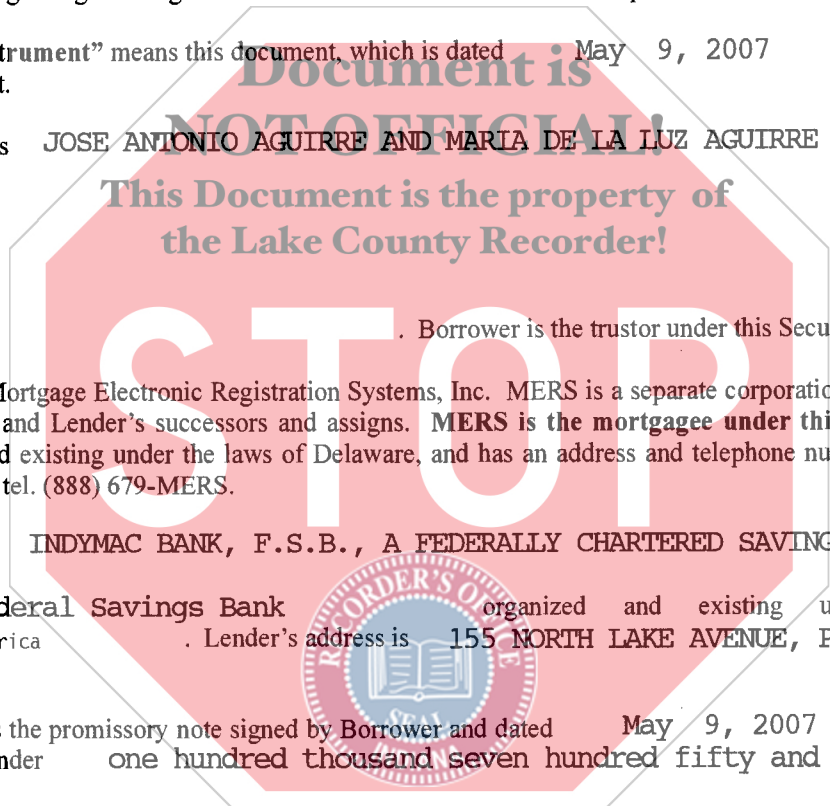 trument” means this document, which is dated May 9, 2007
t.
Document is
s JOSE ANTONIO AGUIRRE AND MARIA DE LA LUZ AGUIRRE
NOT OFFICIAL!
This Document is the property of
the Lake County Recorder!
STOP
. Borrower is the trustor under this Secu
Mortgage Electronic Registration Systems, Inc. MERS is a separate corporatio
and Lender’s successors and assigns. MERS is the mortgagee under thi
d existing under the laws of Delaware, and has an address and telephone nu
tel. (888) 679-MERS.
INDYMAC BANK, F.S.B., A FEDERALLY CHARTERED SAVING
deral Savings Bank organized and existing u
rica . Lender’s address is 155 NORTH LAKE AVENUE, P
RECORDER'S OFFICE
SEAL
INDIANA
s the promissory note signed by Borrower and dated May 9, 2007
nder one hundred thousand seven hundred fifty and